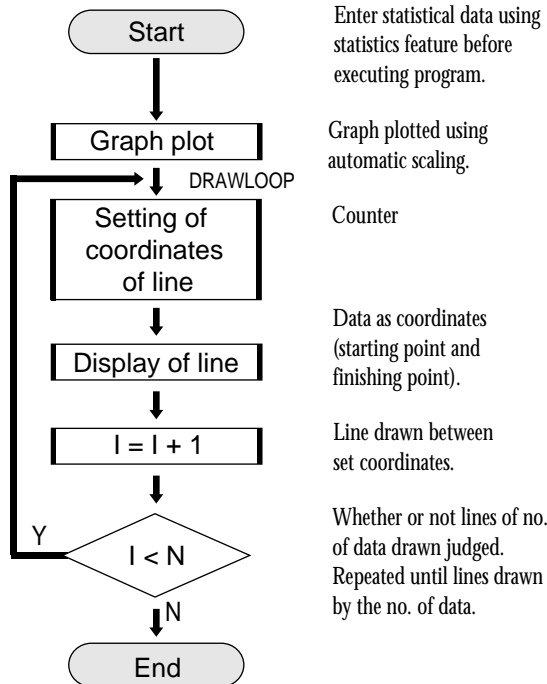 Start
Enter statistical data using
statistics feature before
executing program.
Graph plot
Graph plotted using
automatic scaling.
DRAWLOOP
Setting of
coordinates
of line
Counter
Display of line
Data as coordinates
(starting point and
finishing point).
I = I + 1
Line drawn between
set coordinates.
Y
I < N
Whether or not lines of no.
of data drawn judged.
Repeated until lines drawn
by the no. of data.
N
End